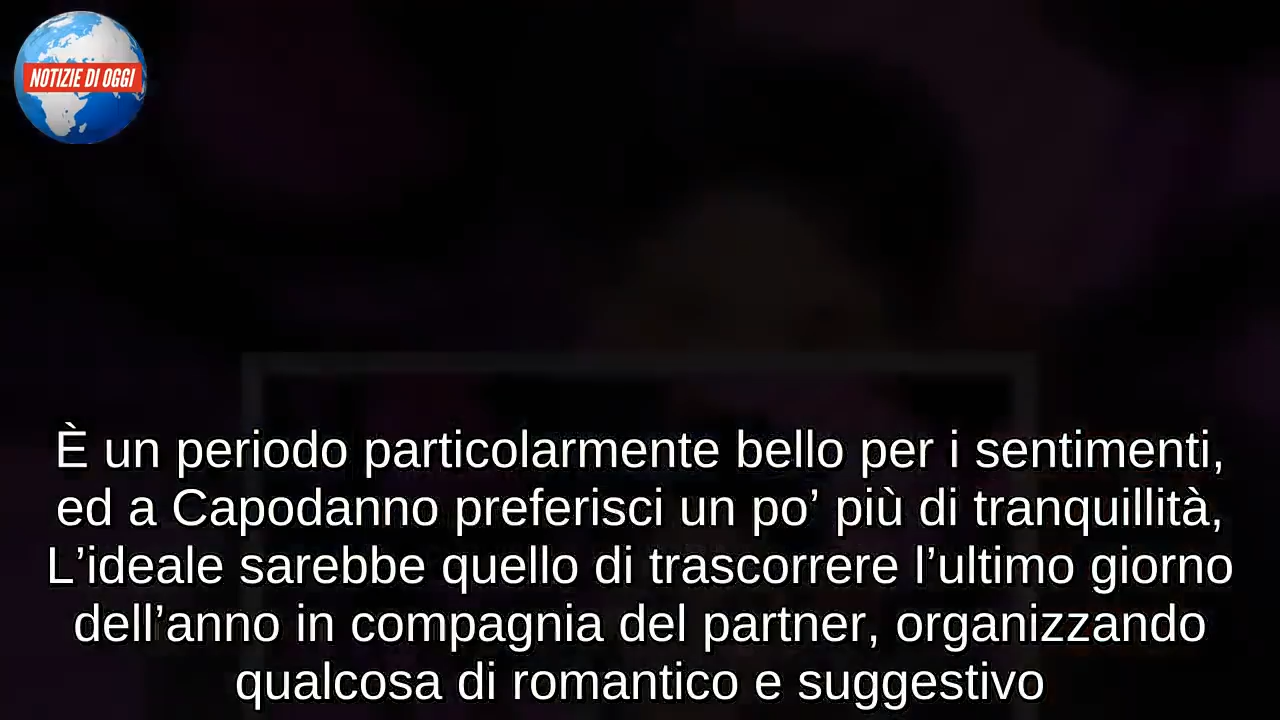 NOTIZIE DI OGGI
È un periodo particolarmente bello per i sentimenti,
ed a Capodanno preferisci un po’ più di tranquillità,
L’ideale sarebbe quello di trascorrere l’ultimo giorno
dell’anno in compagnia del partner, organizzando
qualcosa di romantico e suggestivo